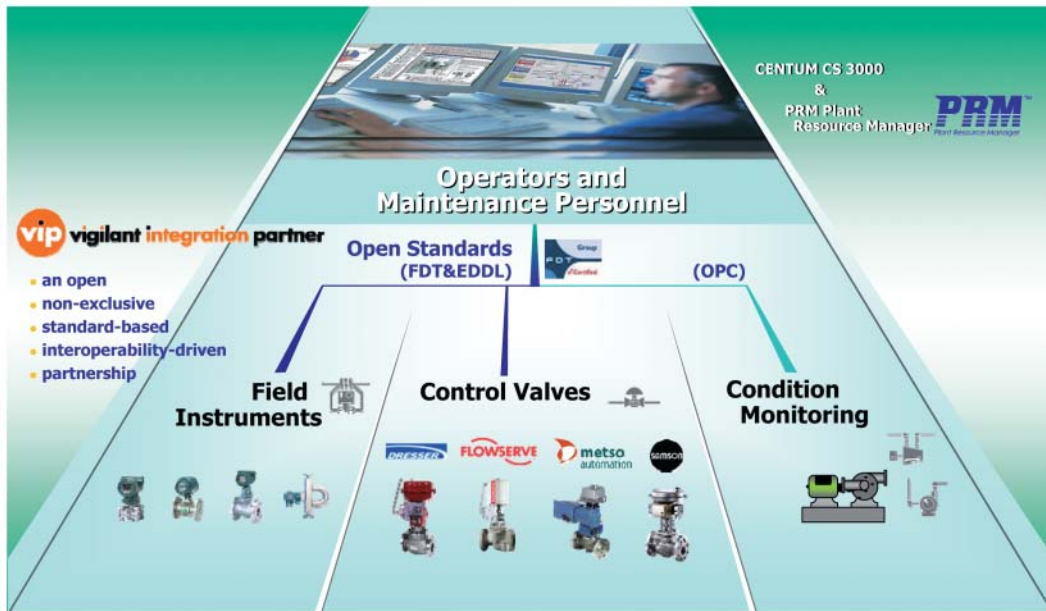 CENTUM CS 3000
&
PRM Plant
Resource Manager
PRM™
Plant Resource Manager
Operators and
Maintenance Personnel
vip vigilant integration partner
an open
non-exclusive
standard-based
interoperability-driven
partnership
Open Standards
(FDT&EDDL)
FDT Group
Certified
(OPC)
Field
Instruments
Control Valves
Condition
Monitoring
DRESSER
FLOWSERVE
metso
automation
SAMSON